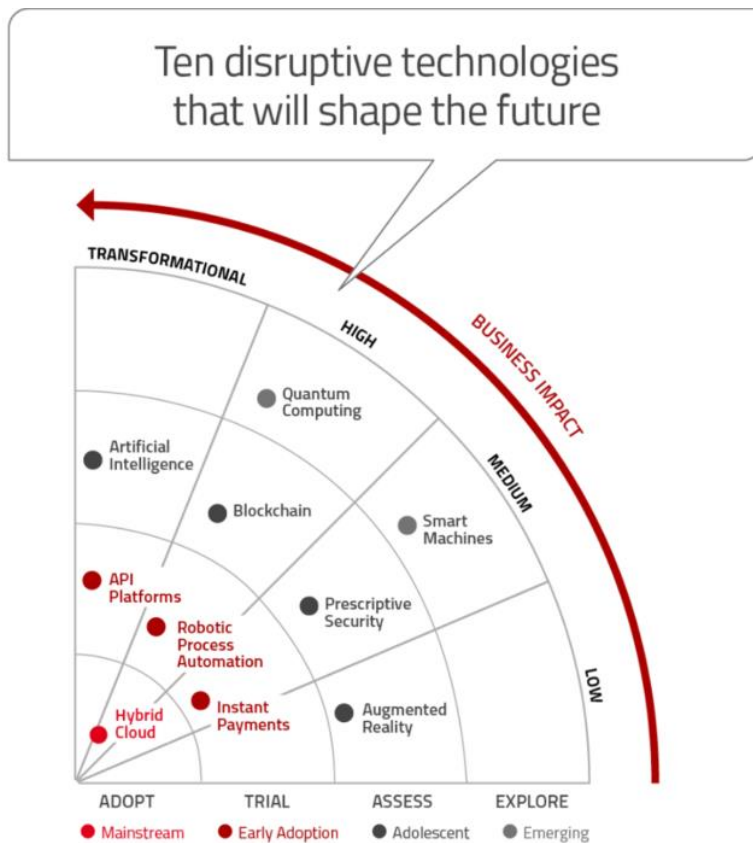 Ten disruptive technologies
that will shape the future
TRANSFORMATIONAL
HIGH
BUSINESS IMPACT
MEDIUM
LOW
Quantum
Computing
Artificial
Intelligence
Blockchain
Smart
Machines
API
Platforms
Prescriptive
Security
Robotic
Process
Automation
Instant
Payments
Augmented
Reality
Hybrid
Cloud
ADOPT TRIAL ASSESS EXPLORE
Mainstream Early Adoption Adolescent Emerging